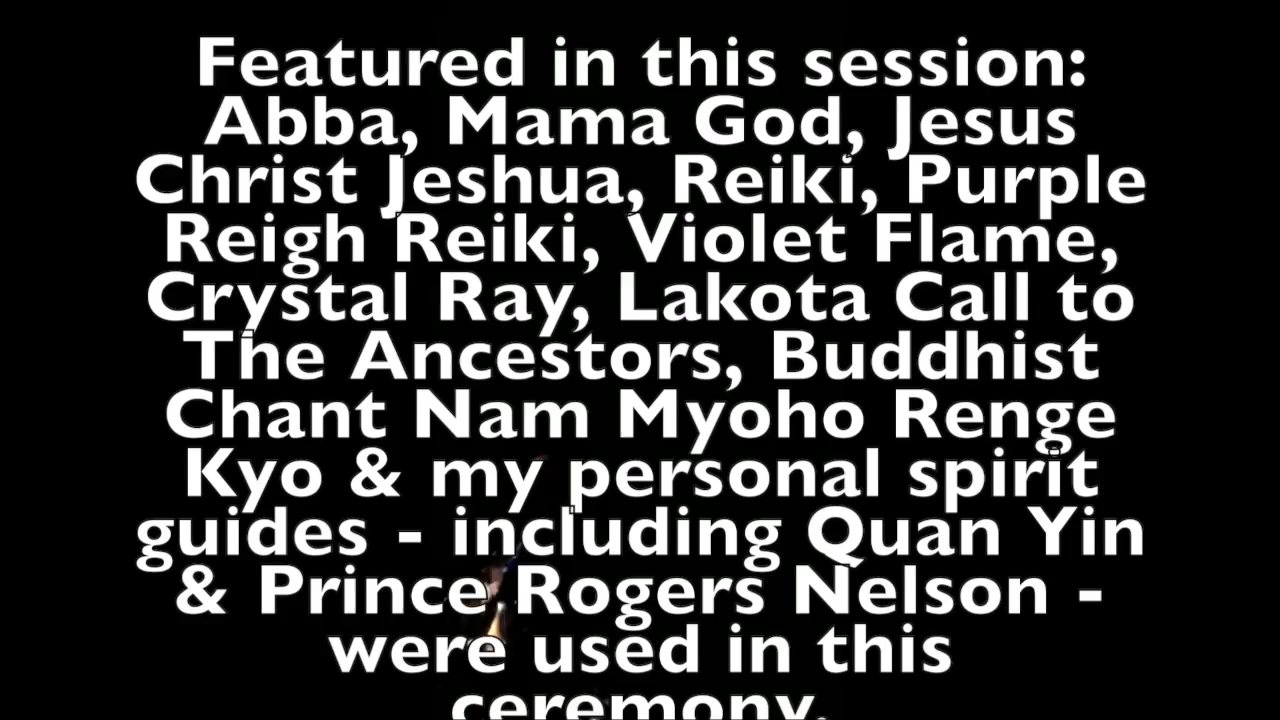 Featured in this session:
Abba, Mama God, Jesus
Christ Jeshua, Reiki, Purple
Reigh Reiki, Violet Flame,
Crystal Ray, Lakota Call to
The Ancestors, Buddhist
Chant Nam Myoho Renge
Kyo & my personal spirit
guides - including Quan Yin
& Prince Rogers Nelson -
were used in this
ceremony.